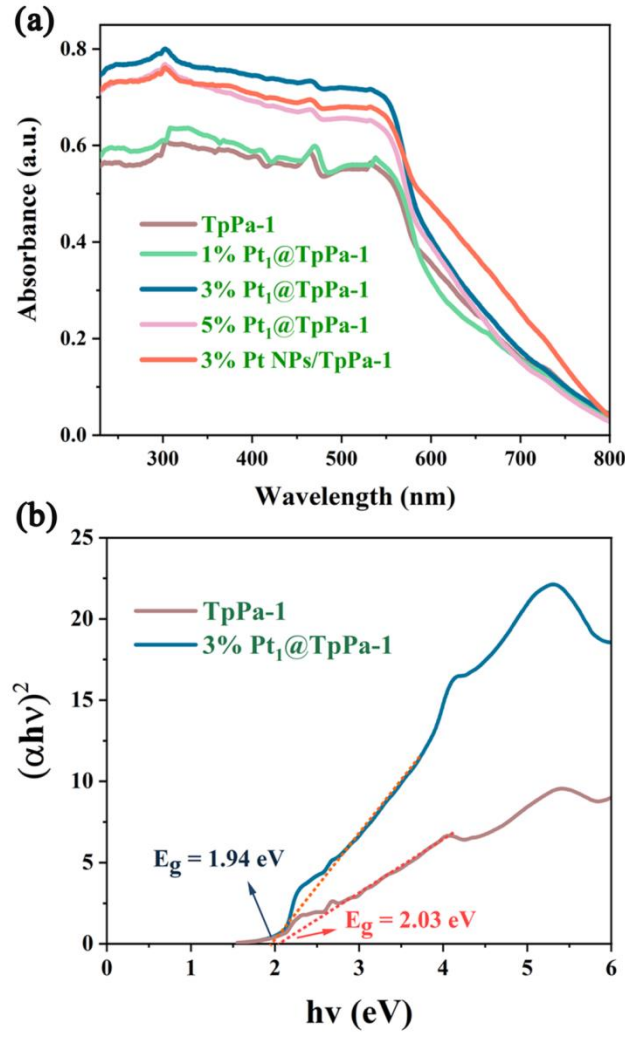 (a)
0.8
0.6
0.4
0.2
0.0
Absorbance (a.u.)
TpPa-1
1% Pt₁@TpPa-1
3% Pt₁@TpPa-1
5% Pt₁@TpPa-1
3% Pt NPs/TpPa-1
300 400 500 600 700 800
Wavelength (nm)
(b)
25
20
15
10
5
0
(αhν)²
TpPa-1
3% Pt₁@TpPa-1
E_g = 1.94 eV
E_g = 2.03 eV
0 1 2 3 4 5 6
hν (eV)